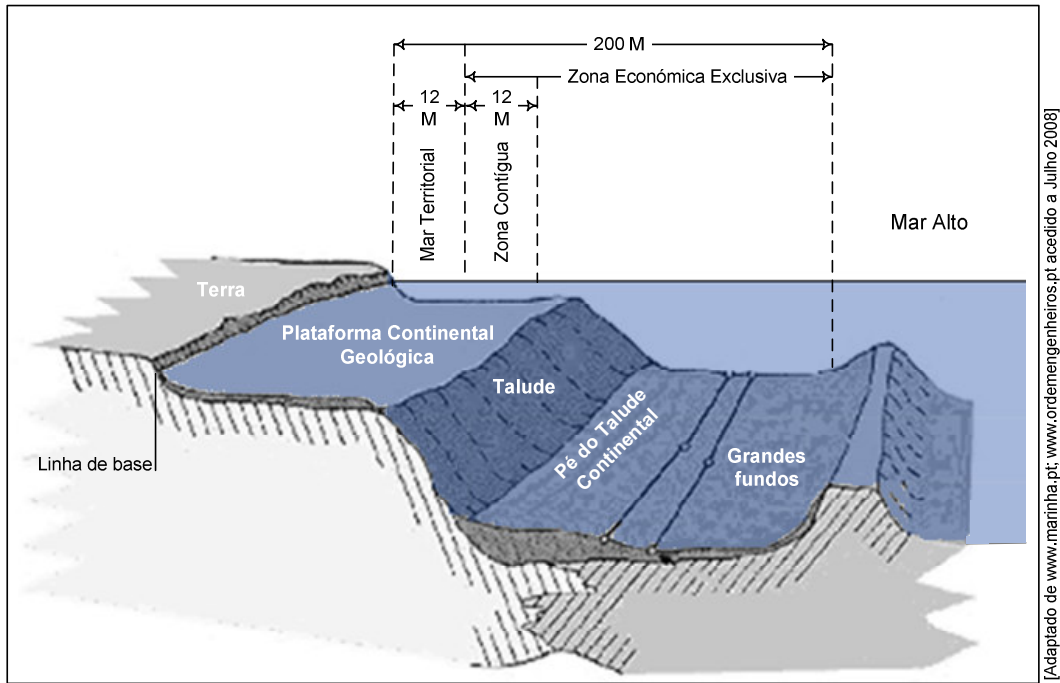 200 M
Zona Económica Exclusiva
12
M
12
M
Mar Territorial
Zona Contígua
Mar Alto
Terra
Plataforma Continental
Geológica
Talude
Pé do Talude
Continental
Grandes
fundos
Linha de base
[Adaptado de www.marinha.pt; www.ordemengenheiros.pt acedido a Julho 2008]